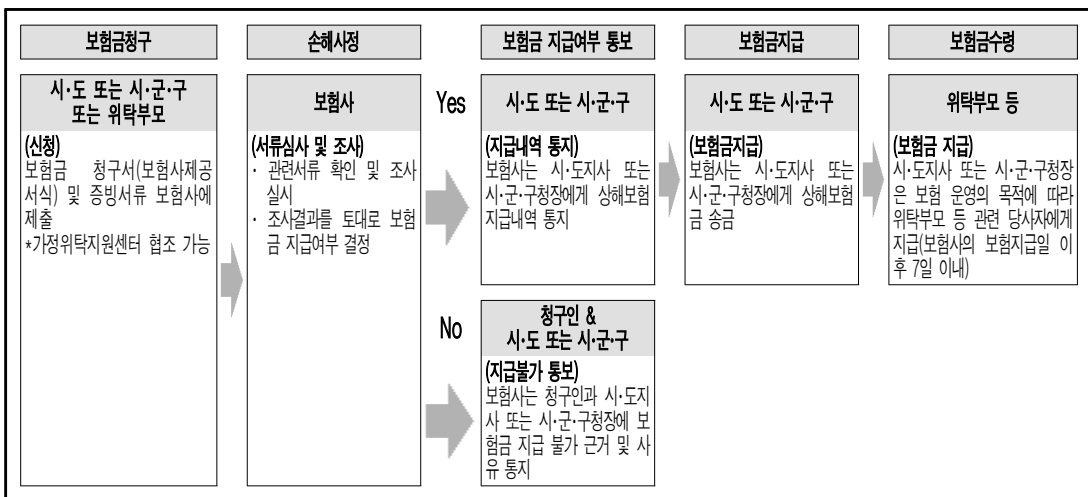 보험금청구
손해사정
보험금 지급여부 통보
보험금지급
보험금수령
시·도 또는 시·군·구
또는 위탁부모
(신청)
보험금 청구서(보험사제공
서식) 및 증빙서류 보험사에
제출
*가정위탁지원센터 협조 가능
보험사
(서류심사 및 조사)
· 관련서류 확인 및 조사
실시
· 조사결과를 토대로 보험
금 지급여부 결정
Yes
시·도 또는 시·군·구
(지급내역 통지)
보험사는 시·도지사 또는
시·군·구청장에게 상해보험
지급내역 통지
시·도 또는 시·군·구
(보험금지급)
보험사는 시·도지사 또는
시·군·구청장에게 상해보험
금 송금
위탁부모 등
(보험금 지급)
시·도지사 또는 시·군·구청장
은 보험 운영의 목적에 따라
위탁부모 등 관련 당사자에게
지급(보험사의 보험지급일 이
후 7일 이내)
No
청구인 &
시·도 또는 시·군·구
(지급불가 통보)
보험사는 청구인과 시·도지
사 또는 시·군·구청장에 보
험금 지급 불가 근거 및 사
유 통지